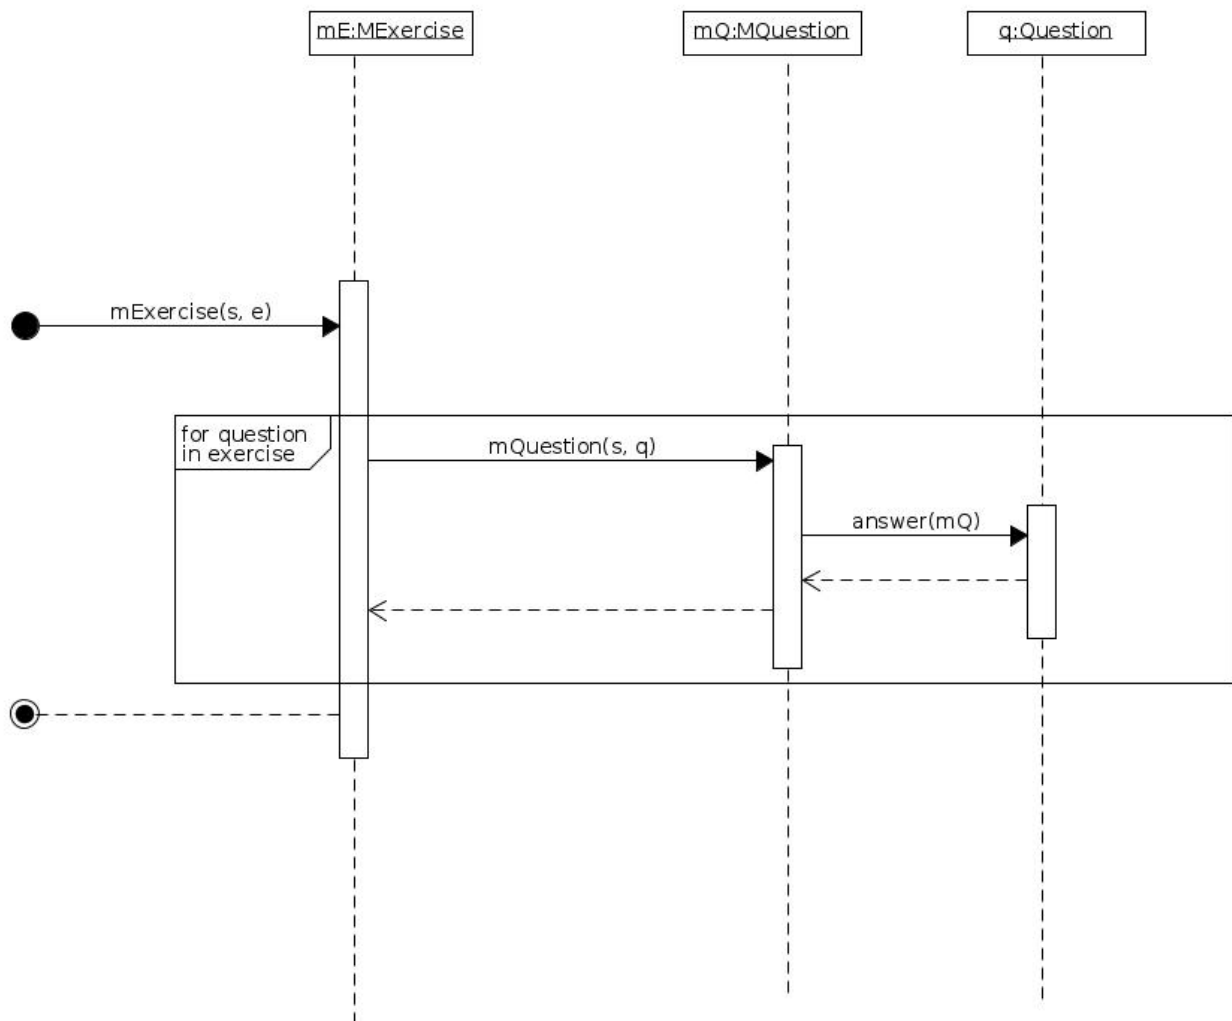 mE:MExercise
mQ:MQuestion
q:Question
mExercise(s, e)
for question
in exercise
mQuestion(s, q)
answer(mQ)